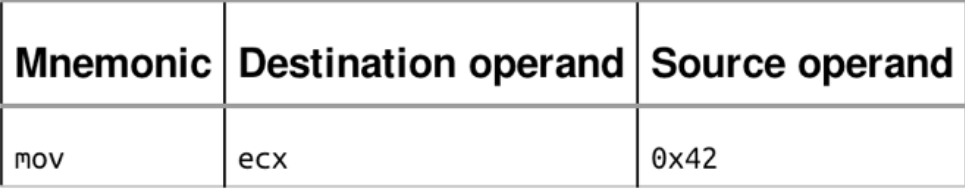 Mnemonic Destination operand Source operand
mov ecx 0x42